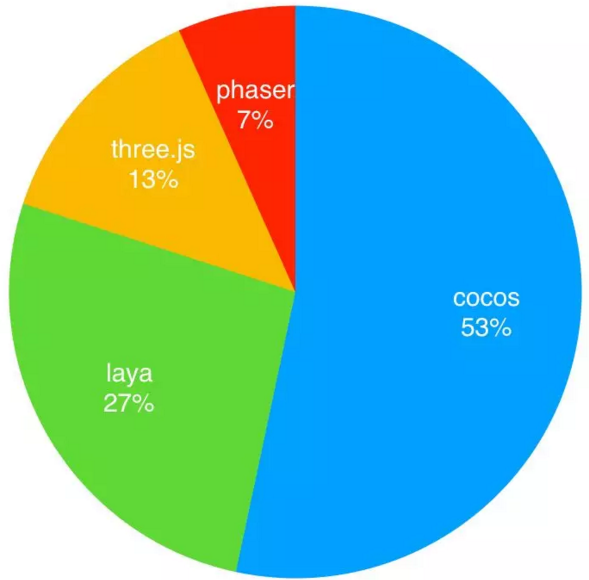 phaser
7%
three.js
13%
cocos
53%
laya
27%